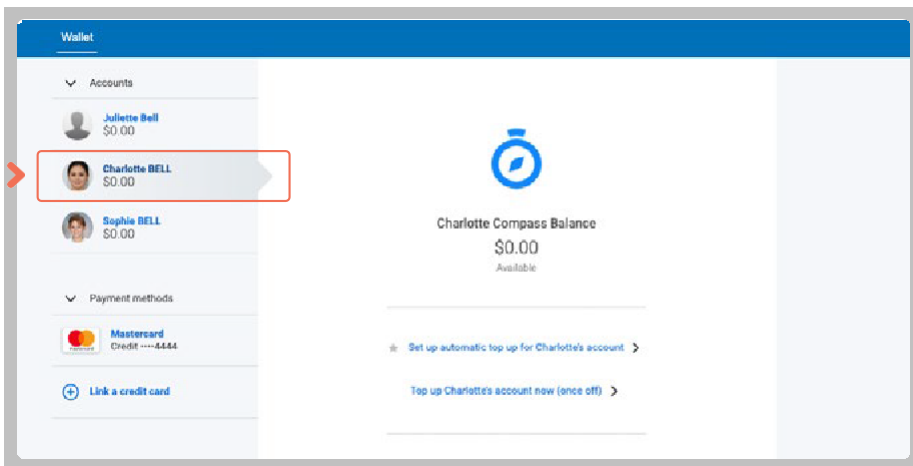 Wallet
Accounts
Juliette Bell
$0.00
Charlotte BELL
$0.00
Sophie BELL
$0.00
Payment methods
Mastercard
Credit ····4444
Link a credit card
Charlotte Compass Balance
$0.00
Available
Set up automatic top up for Charlotte's account
Top up Charlotte's account now (once off)